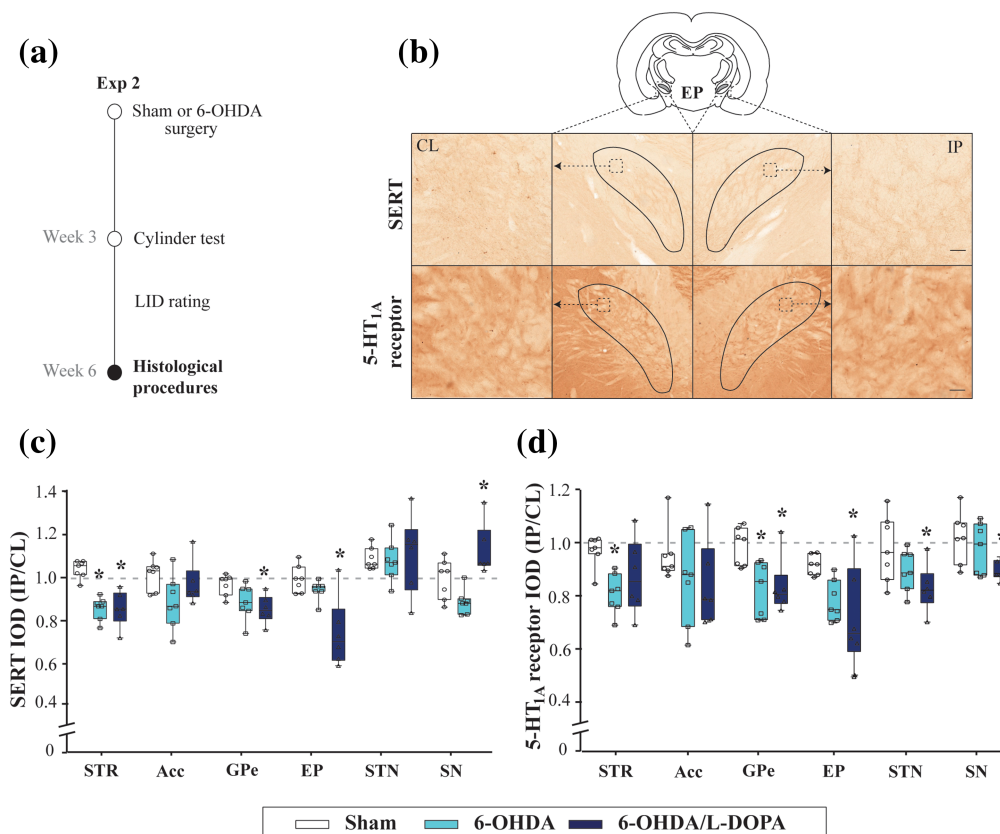 (a)
Exp 2
Sham or 6-OHDA
surgery
Week 3
Cylinder test
LID rating
Week 6
Histological
procedures
(b)
EP
CL
IP
SERT
5-HT1A
receptor
(c)
SERT IOD (IP/CL)
1.4
1.2
1.0
0.8
0.6
0.4
0
* * * * *
STR Acc GPe EP STN SN
(d)
5-HT1A receptor IOD (IP/CL)
1.2
1.0
0.8
0.6
0.4
0
* * * * * *
STR Acc GPe EP STN SN
Sham 6-OHDA 6-OHDA/L-DOPA